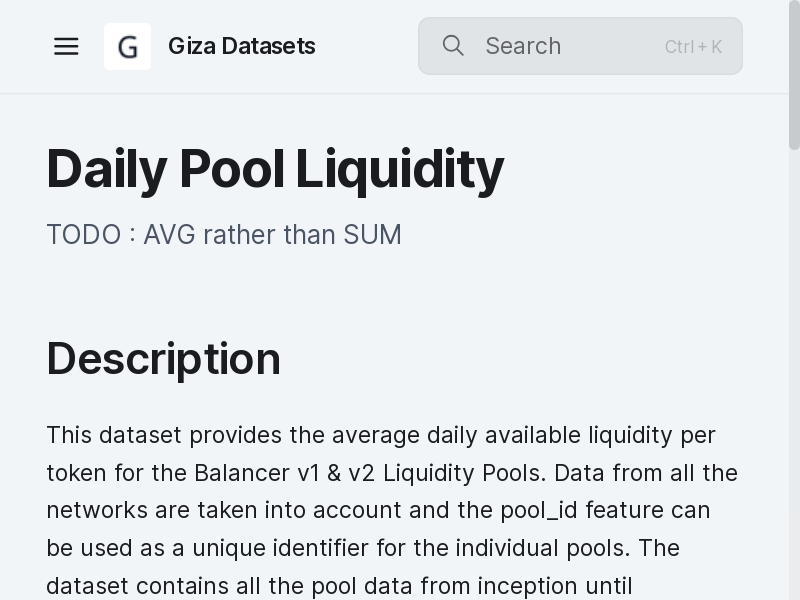 G Giza Datasets Search Ctrl + K
Daily Pool Liquidity
TODO : AVG rather than SUM
Description
This dataset provides the average daily available liquidity per
token for the Balancer v1 & v2 Liquidity Pools. Data from all the
networks are taken into account and the pool_id feature can
be used as a unique identifier for the individual pools. The
dataset contains all the pool data from inception until